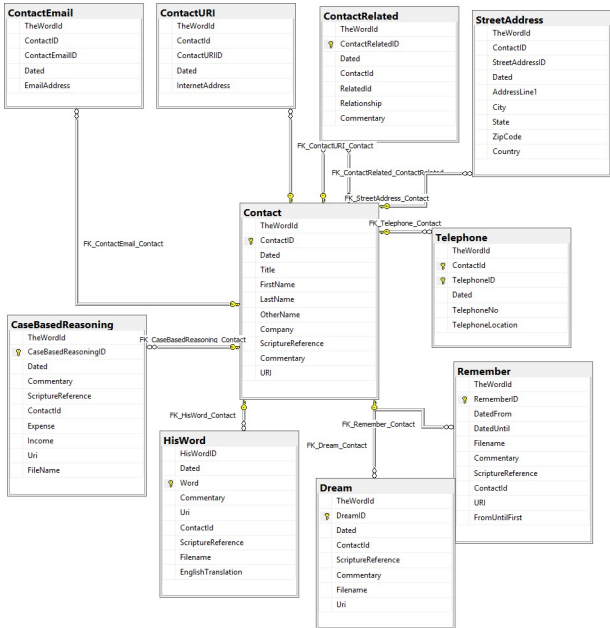 ContactEmail
TheWordId
ContactID
ContactEmailID
Dated
EmailAddress
ContactURI
TheWordId
ContactId
ContactURIID
Dated
InternetAddress
ContactRelated
TheWordId
ContactRelatedID
Dated
ContactId
RelatedId
Relationship
Commentary
StreetAddress
TheWordId
ContactID
StreetAddressID
Dated
AddressLine1
City
State
ZipCode
Country
FK_ContactURI_Contact
FK_ContactRelated_ContactRelated
FK_StreetAddress_Contact
FK_Telephone_Contact
FK_ContactEmail_Contact
Contact
TheWordId
ContactID
Dated
Title
FirstName
LastName
OtherName
Company
ScriptureReference
Commentary
URI
Telephone
TheWordId
ContactId
TelephoneID
Dated
TelephoneNo
TelephoneLocation
CaseBasedReasoning
TheWordId
CaseBasedReasoningID
Dated
Commentary
ScriptureReference
ContactId
Expense
Income
Uri
FileName
FK_CaseBasedReasoning_Contact
FK_HisWord_Contact
FK_Remember_Contact
FK_Dream_Contact
Remember
TheWordId
RememberID
DatedFrom
DatedUntil
Filename
Commentary
ScriptureReference
ContactId
URI
FromUntilFirst
HisWord
HisWordID
Dated
Word
Commentary
Uri
ContactId
ScriptureReference
Filename
EnglishTranslation
Dream
TheWordId
DreamID
Dated
ContactId
ScriptureReference
Commentary
Filename
Uri